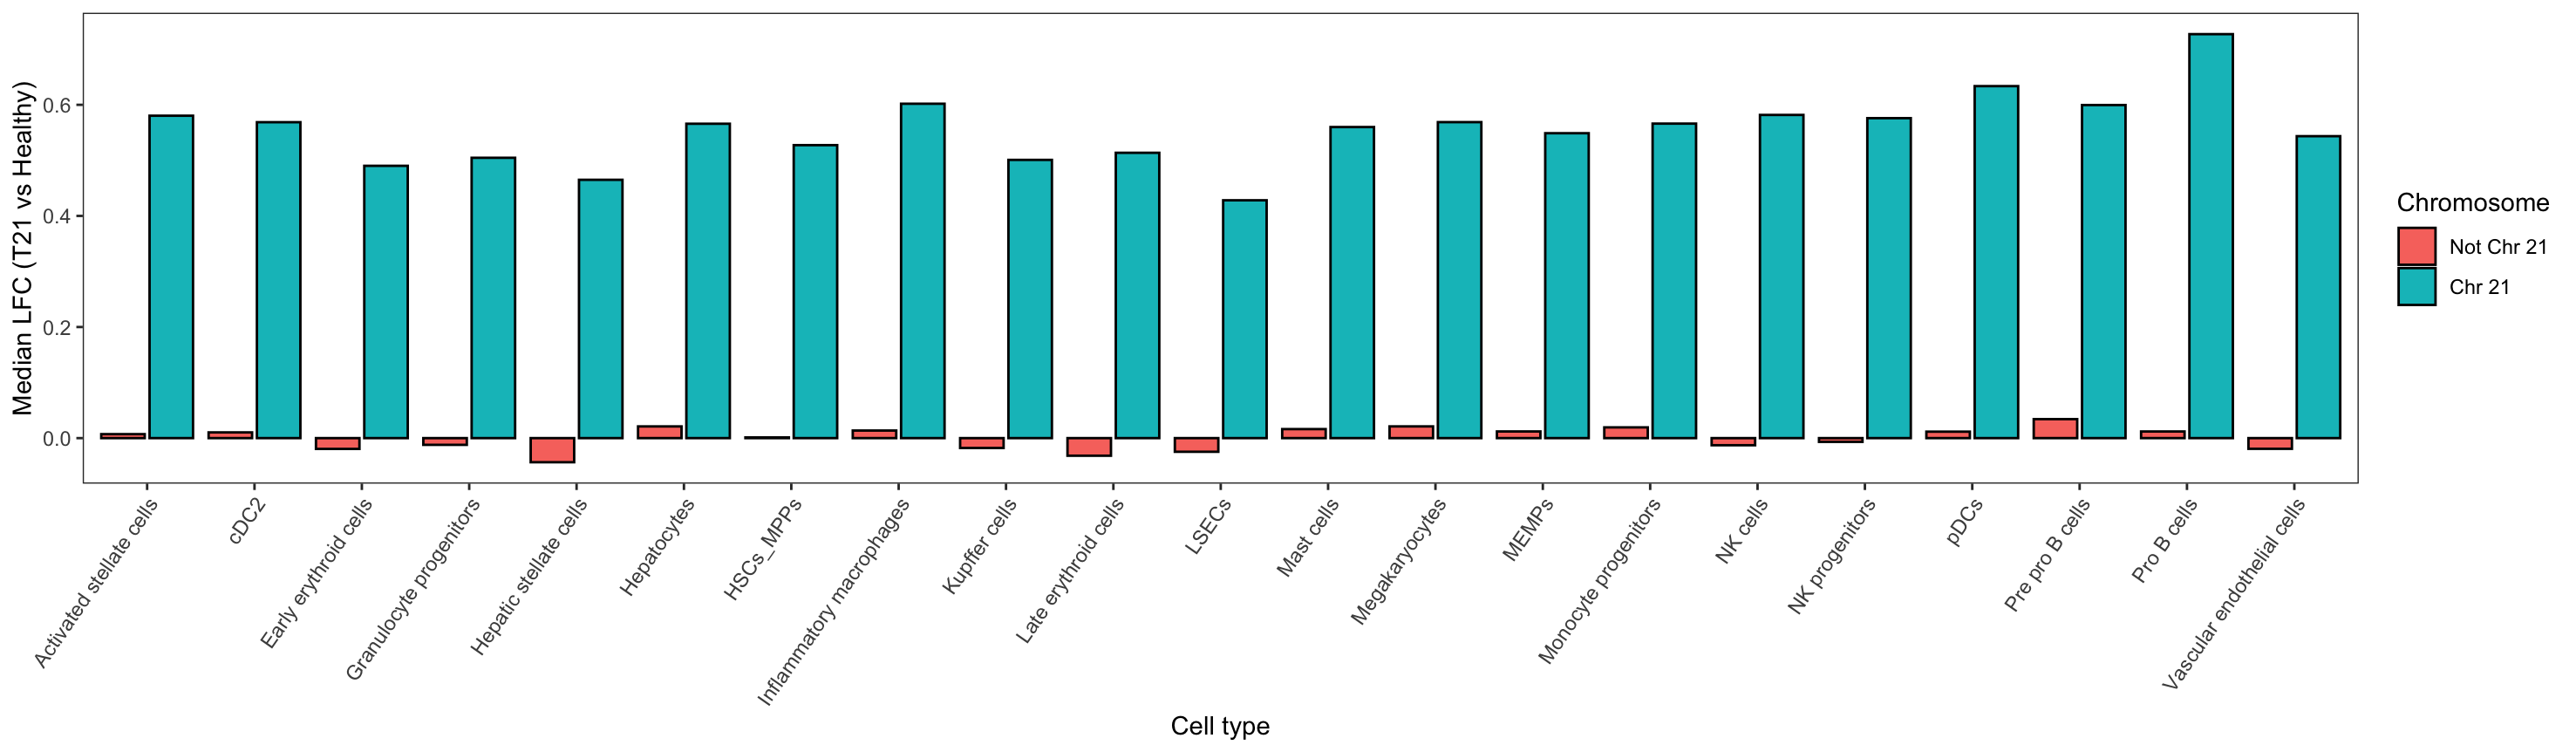 Median LFC (T21 vs Healthy)
0.6
0.4
0.2
0.0
Activated stellate cells
cDC2
Early erythroid cells
Granulocyte progenitors
Hepatic stellate cells
Hepatocytes
HSCs_MPPs
Inflammatory macrophages
Kupffer cells
Late erythroid cells
LSECs
Mast cells
Megakaryocytes
MEMPs
Monocyte progenitors
NK cells
NK progenitors
pDCs
Pre pro B cells
Pro B cells
Vascular endothelial cells
Cell type
Chromosome
Not Chr 21
Chr 21